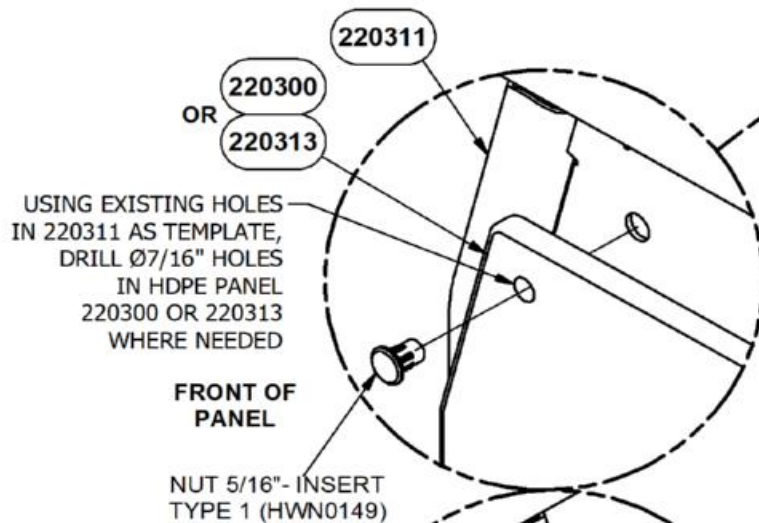 220311
220300
OR
220313
USING EXISTING HOLES
IN 220311 AS TEMPLATE,
DRILL Ø7/16" HOLES
IN HDPE PANEL
220300 OR 220313
WHERE NEEDED
FRONT OF
PANEL
NUT 5/16"- INSERT
TYPE 1 (HWN0149)